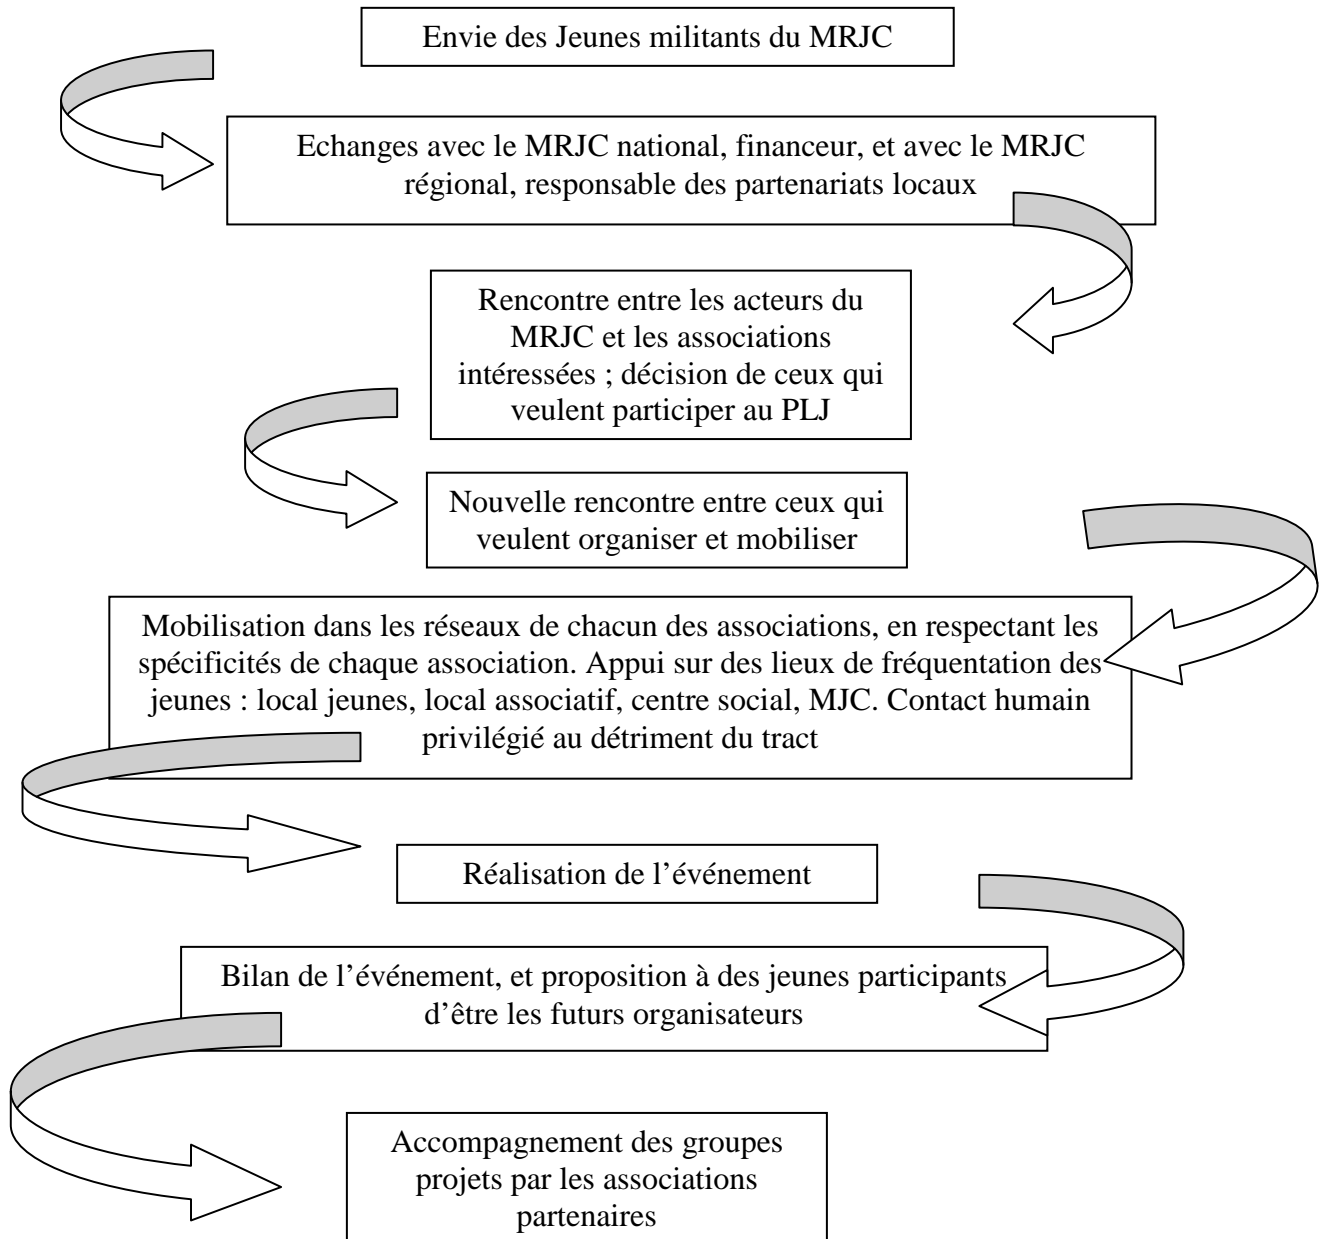 Envie des Jeunes militants du MRJC
Echanges avec le MRJC national, financeur, et avec le MRJC
régional, responsable des partenariats locaux
Rencontre entre les acteurs du
MRJC et les associations
intéressées ; décision de ceux qui
veulent participer au PLJ
Nouvelle rencontre entre ceux qui
veulent organiser et mobiliser
Mobilisation dans les réseaux de chacun des associations, en respectant les
spécificités de chaque association. Appui sur des lieux de fréquentation des
jeunes : local jeunes, local associatif, centre social, MJC. Contact humain
privilégié au détriment du tract
Réalisation de l’événement
Bilan de l’événement, et proposition à des jeunes participants
d’être les futurs organisateurs
Accompagnement des groupes
projets par les associations
partenaires